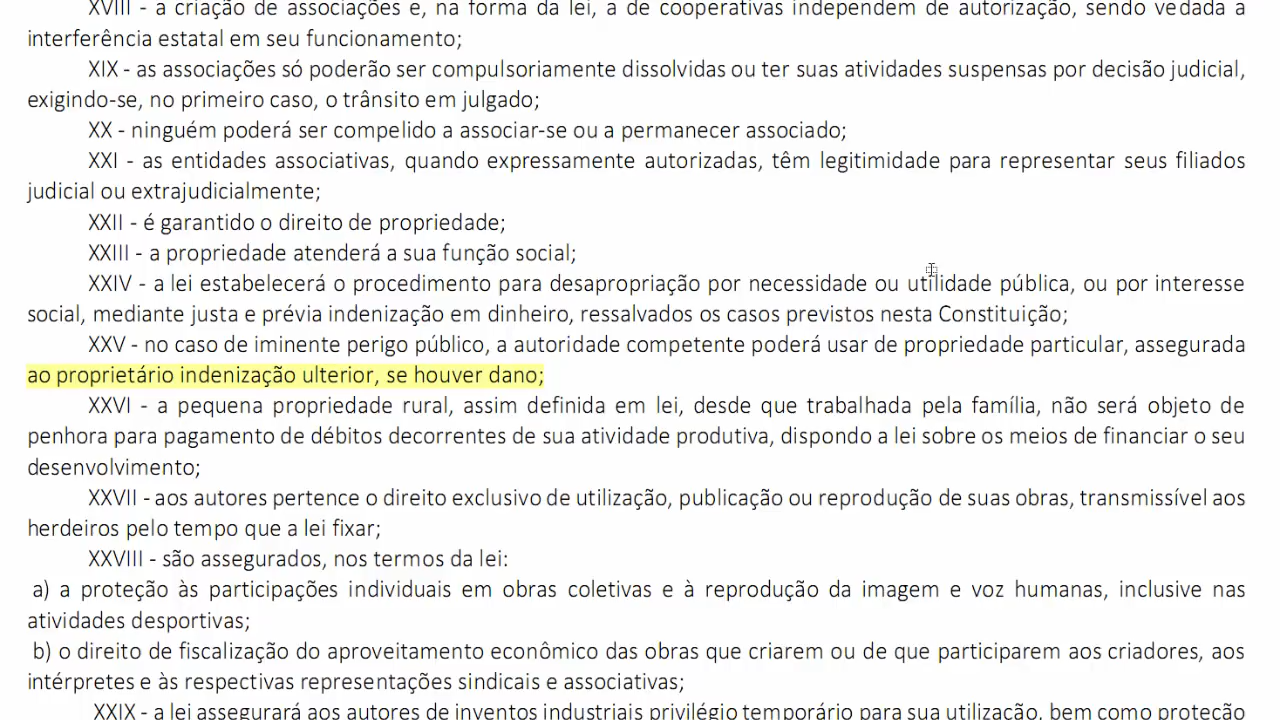 XVIII - a criação de associações e, na forma da lei, a de cooperativas independem de autorização, sendo vedada a
interferência estatal em seu funcionamento;
XIX - as associações só poderão ser compulsoriamente dissolvidas ou ter suas atividades suspensas por decisão judicial,
exigindo-se, no primeiro caso, o trânsito em julgado;
XX - ninguém poderá ser compelido a associar-se ou a permanecer associado;
XXI - as entidades associativas, quando expressamente autorizadas, têm legitimidade para representar seus filiados
judicial ou extrajudicialmente;
XXII - é garantido o direito de propriedade;
XXIII - a propriedade atenderá a sua função social;
XXIV - a lei estabelecerá o procedimento para desapropriação por necessidade ou utilidade pública, ou por interesse
social, mediante justa e prévia indenização em dinheiro, ressalvados os casos previstos nesta Constituição;
XXV - no caso de iminente perigo público, a autoridade competente poderá usar de propriedade particular, assegurada
ao proprietário indenização ulterior, se houver dano;
XXVI - a pequena propriedade rural, assim definida em lei, desde que trabalhada pela família, não será objeto de
penhora para pagamento de débitos decorrentes de sua atividade produtiva, dispondo a lei sobre os meios de financiar o seu
desenvolvimento;
XXVII - aos autores pertence o direito exclusivo de utilização, publicação ou reprodução de suas obras, transmissível aos
herdeiros pelo tempo que a lei fixar;
XXVIII - são assegurados, nos termos da lei:
a) a proteção às participações individuais em obras coletivas e à reprodução da imagem e voz humanas, inclusive nas
atividades desportivas;
b) o direito de fiscalização do aproveitamento econômico das obras que criarem ou de que participarem aos criadores, aos
intérpretes e às respectivas representações sindicais e associativas;
XXIX - a lei assegurará aos autores de inventos industriais privilégio temporário para sua utilização, bem como proteção